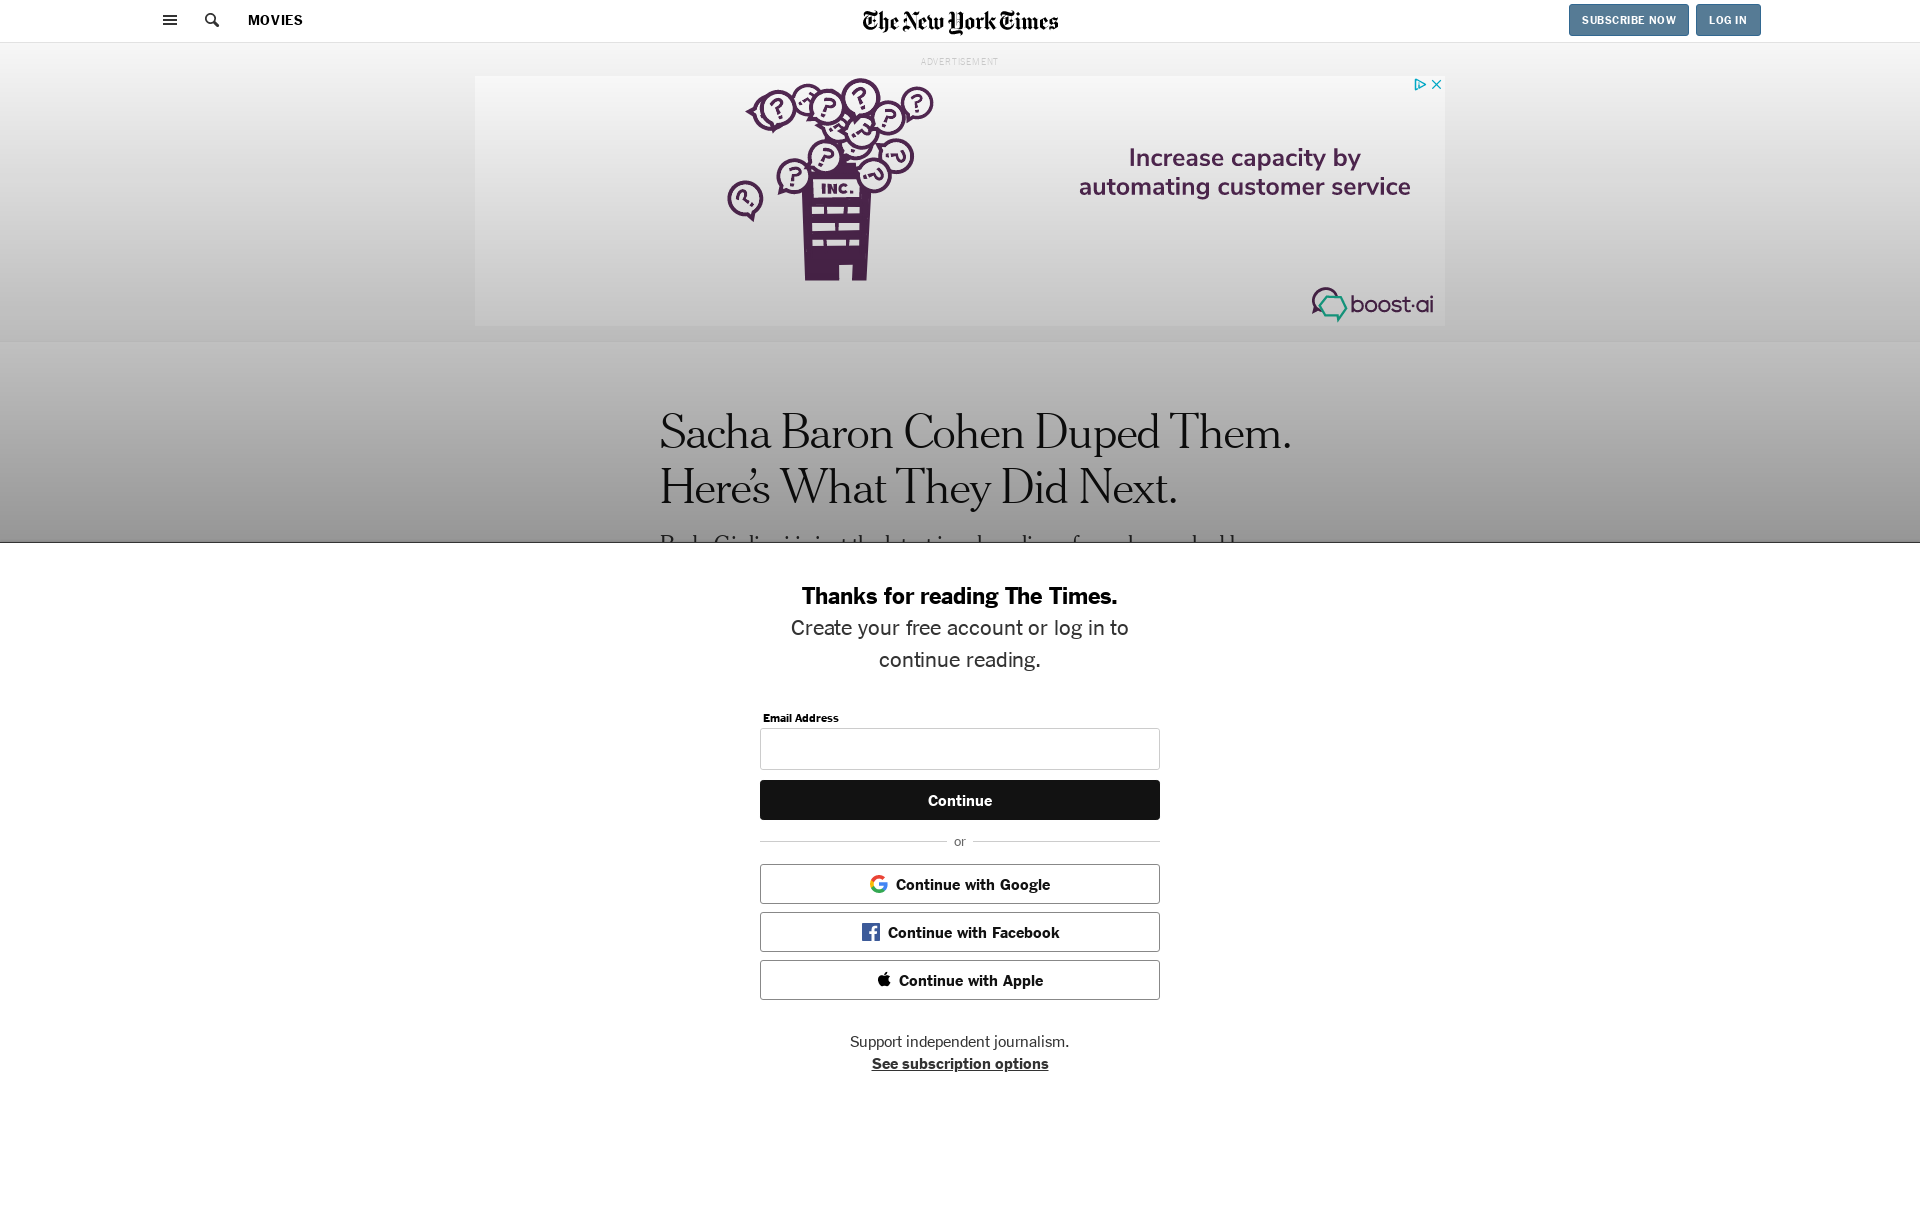 MOVIES
The New York Times
SUBSCRIBE NOW
LOG IN
ADVERTISEMENT
? ? ? ? ? ? ? ? ? ? ? ? ? ?
INC.
Increase capacity by
automating customer service
boost.ai
Sacha Baron Cohen Duped Them.
Here’s What They Did Next.
Thanks for reading The Times.
Create your free account or log in to
continue reading.
Email Address
Continue
or
Continue with Google
Continue with Facebook
Continue with Apple
Support independent journalism.
See subscription options